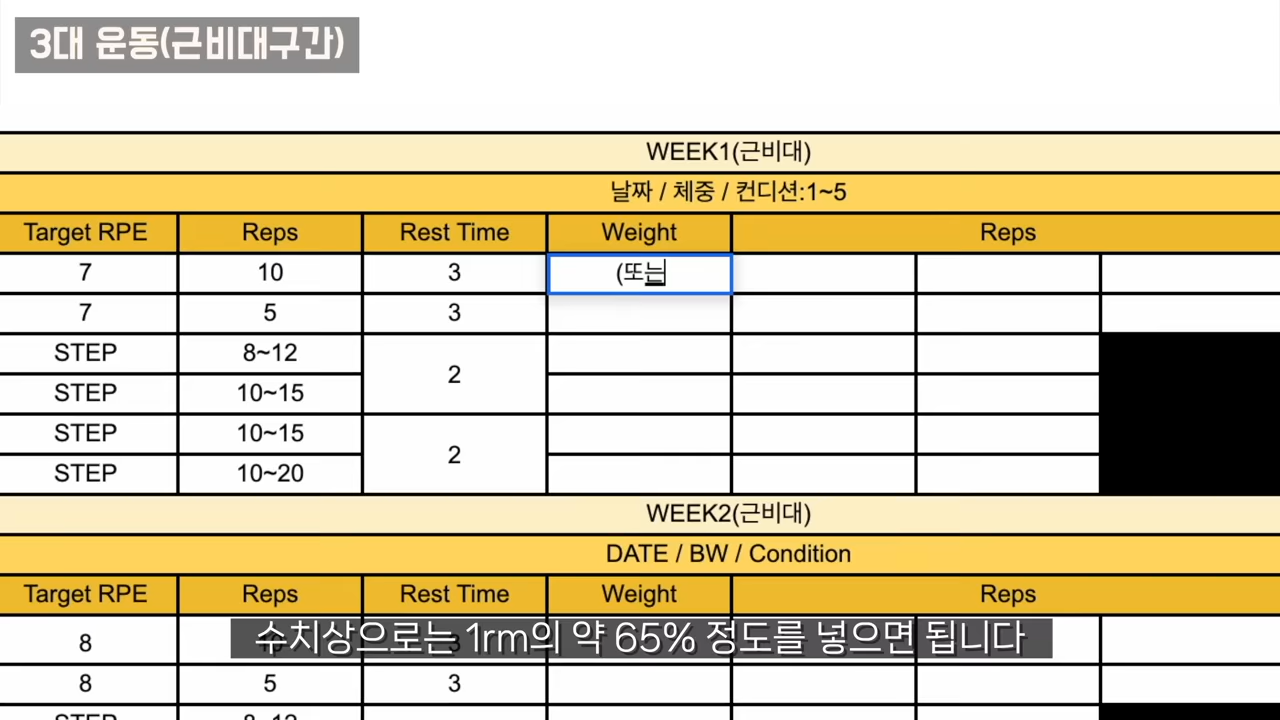 3대 운동(근비대구간)
WEEK1(근비대)
날짜 / 체중 / 컨디션:1~5
Target RPE Reps Rest Time Weight Reps
7 10 3 (또는
7 5 3
STEP 8~12 2
STEP 10~15
STEP 10~15 2
STEP 10~20
WEEK2(근비대)
DATE / BW / Condition
Target RPE Reps Rest Time Weight Reps
8
수치상으로는 1rm의 약 65% 정도를 넣으면 됩니다
8 5 3
STEP 8~12